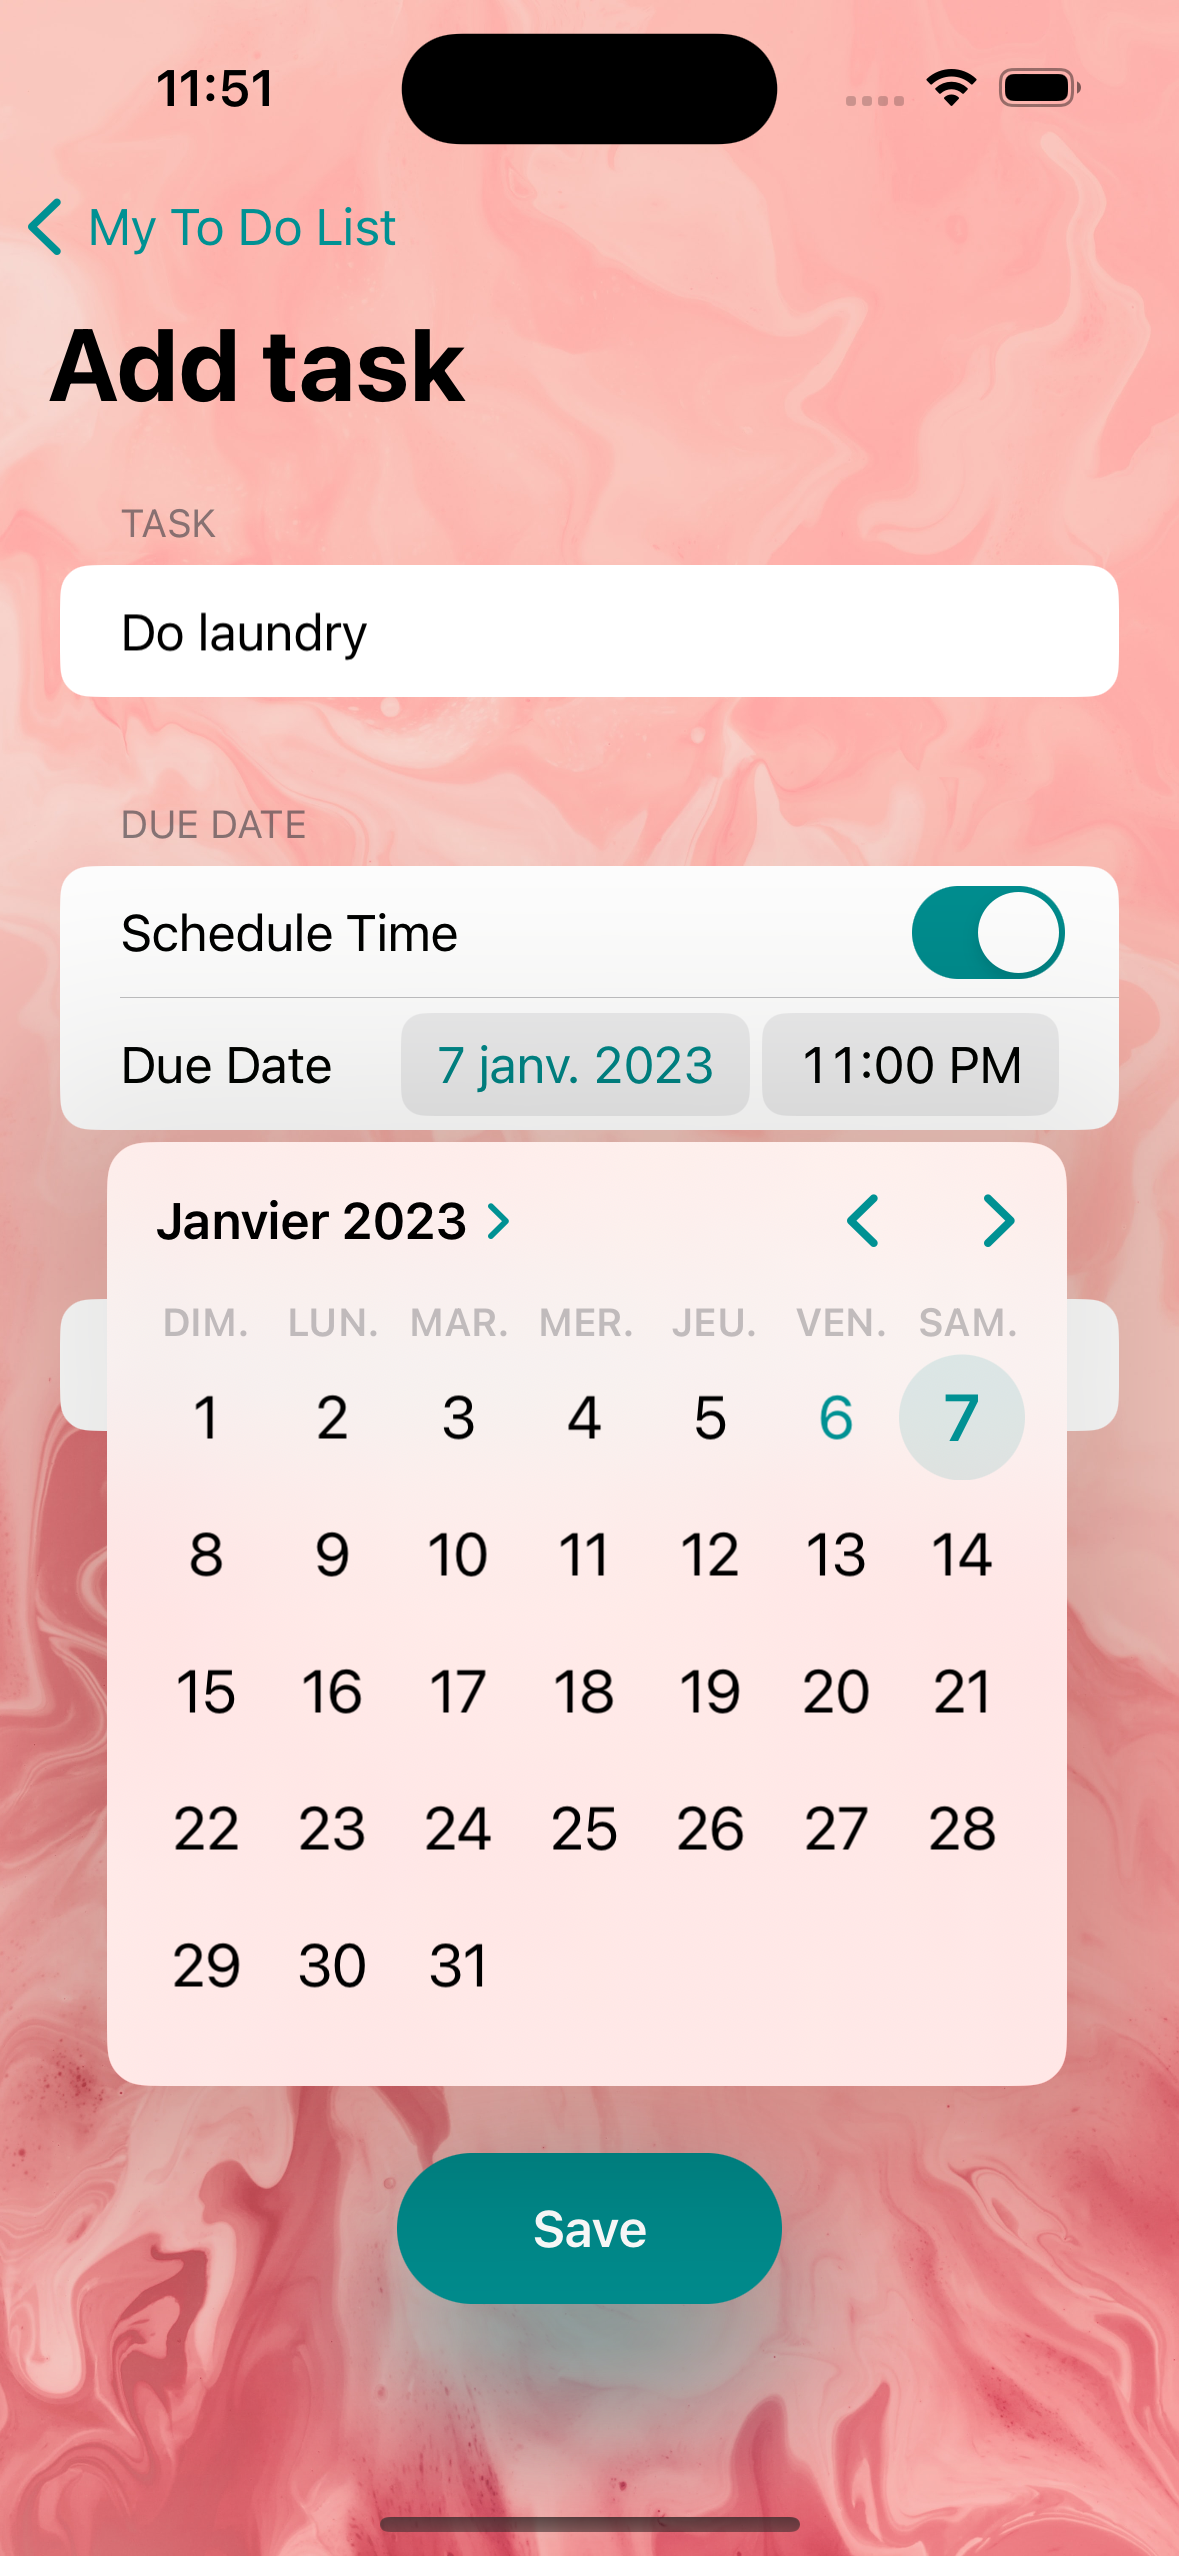 11:51
My To Do List
Add task
TASK
Do laundry
DUE DATE
Schedule Time
Due Date 7 janv. 2023 11:00 PM
Janvier 2023
DIM. LUN. MAR. MER. JEU. VEN. SAM.
1 2 3 4 5 6 7
8 9 10 11 12 13 14
15 16 17 18 19 20 21
22 23 24 25 26 27 28
29 30 31
Save